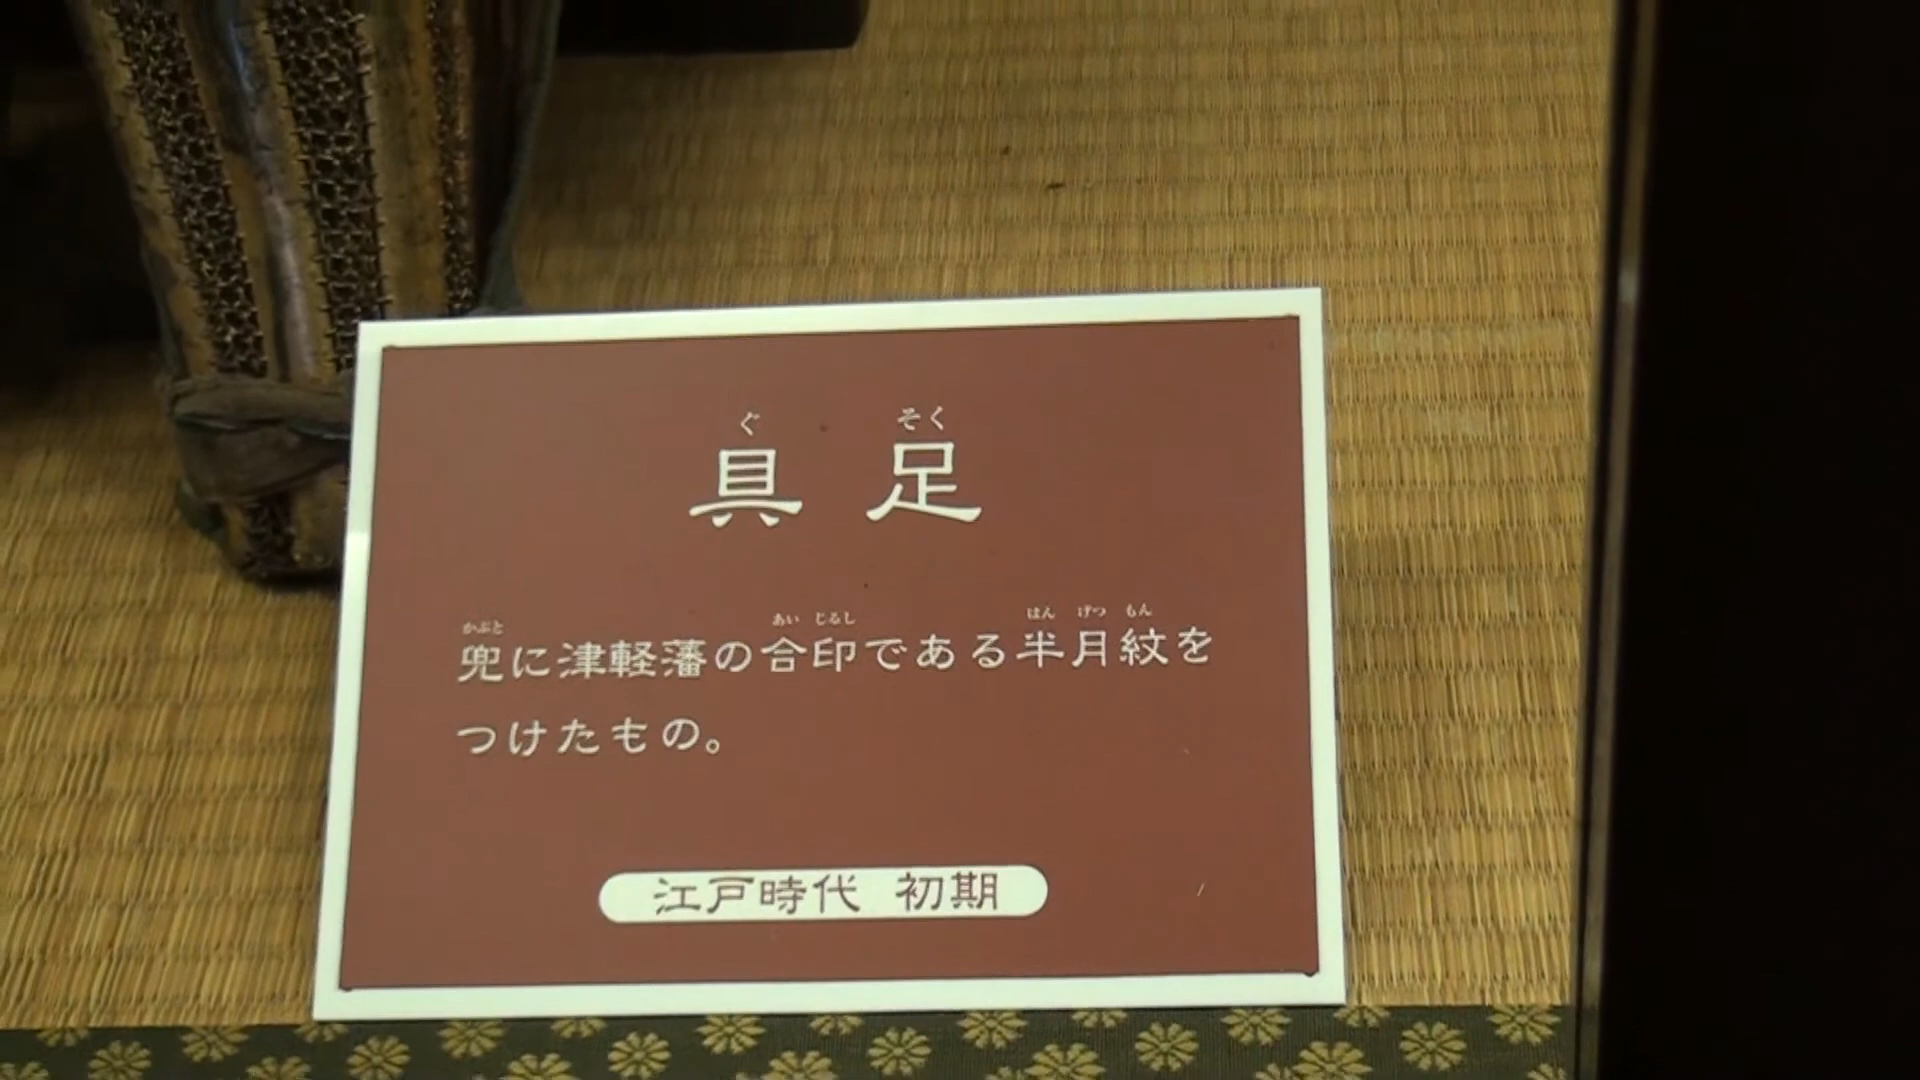 ぐ そく
具 足
かぶと あい じるし はん げつ もん
兜に津軽藩の合印である半月紋を
つけたもの。
江戸時代 初期